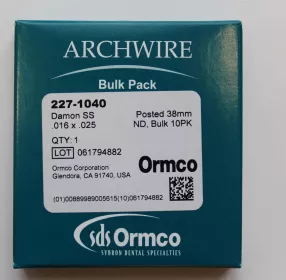 ARCHWIRE
Bulk Pack
227-1040
Damon SS Posted 38mm
.016 x .025 ND, Bulk 10PK
QTY: 1
LOT 061794882
Ormco Corporation Ormco
Glendora, CA 91740, USA
(01)00889989005615(10)061794882
sds Ormco
SYBRON DENTAL SPECIALTIES